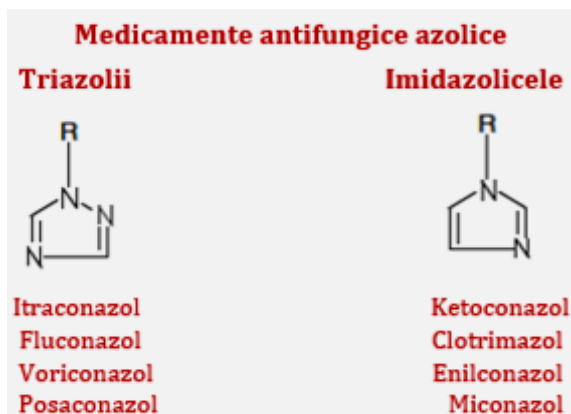 Medicamente antifungice azolice
Triazolii
Imidazolicele
R
N
N
N
R
N
N
Itraconazol
Ketoconazol
Fluconazol
Clotrimazol
Voriconazol
Enilconazol
Posaconazol
Miconazol